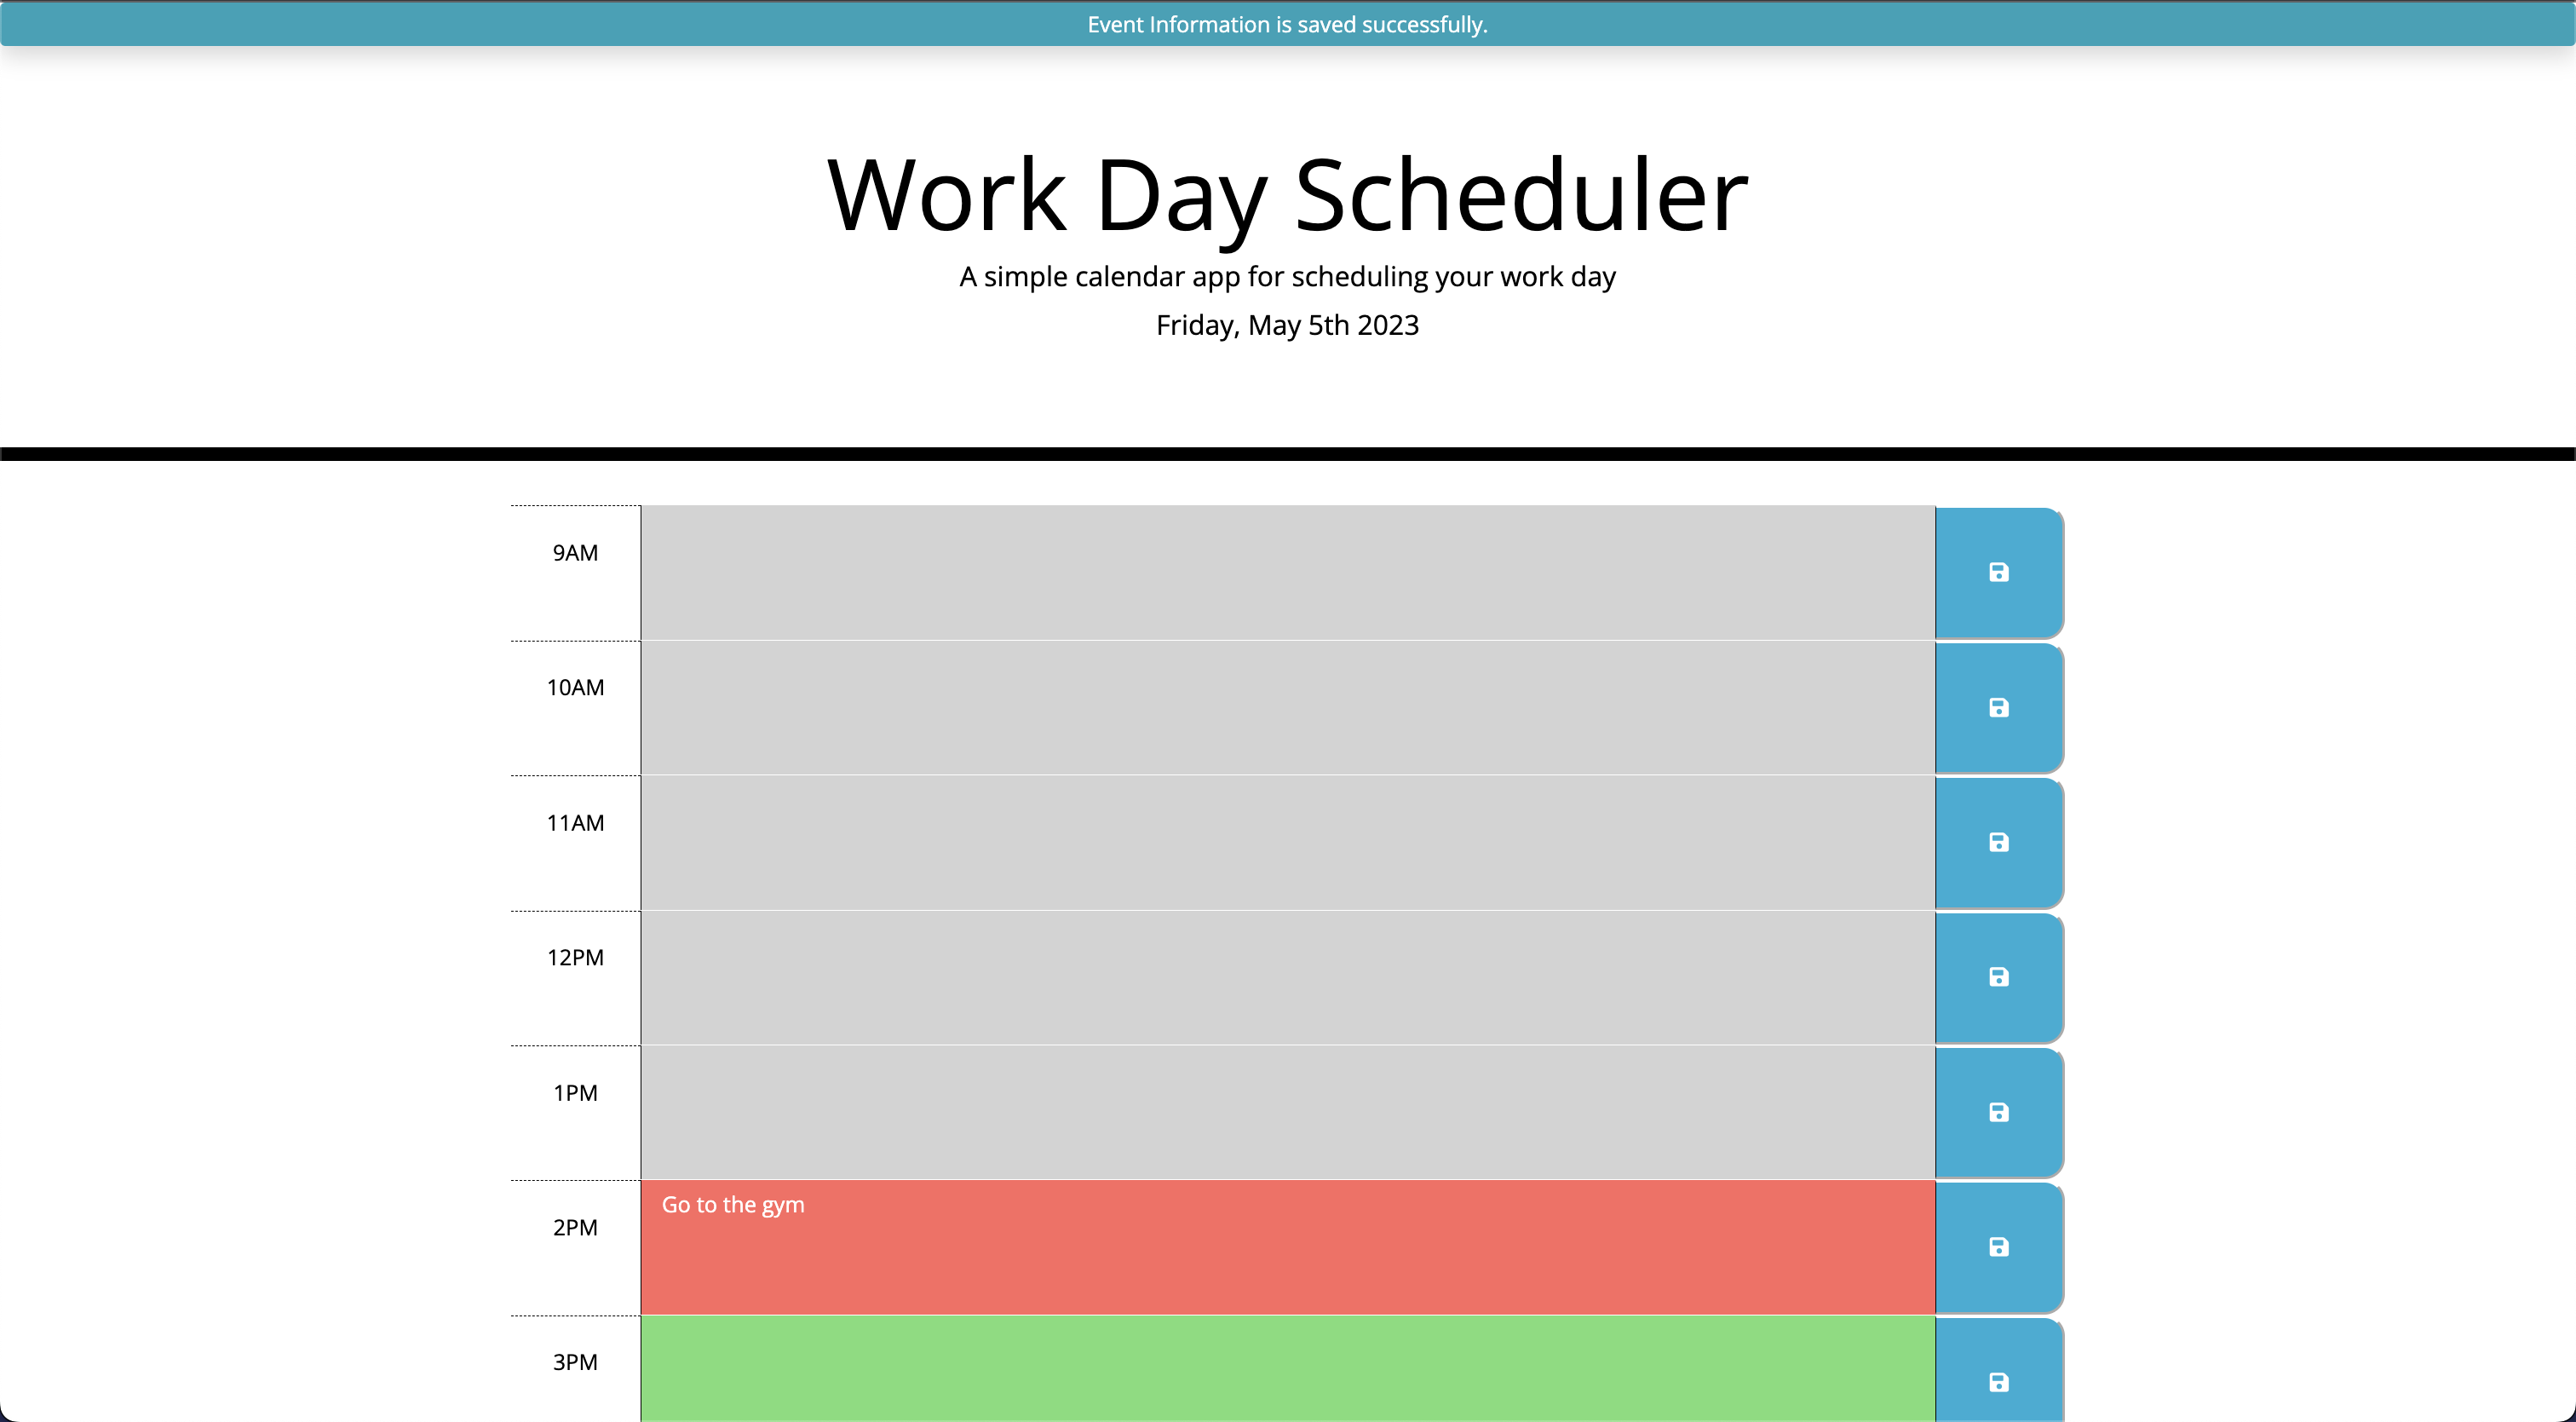 Event Information is saved successfully.
Work Day Scheduler
A simple calendar app for scheduling your work day
Friday, May 5th 2023
9AM
10AM
11AM
12PM
1PM
2PM
Go to the gym
3PM